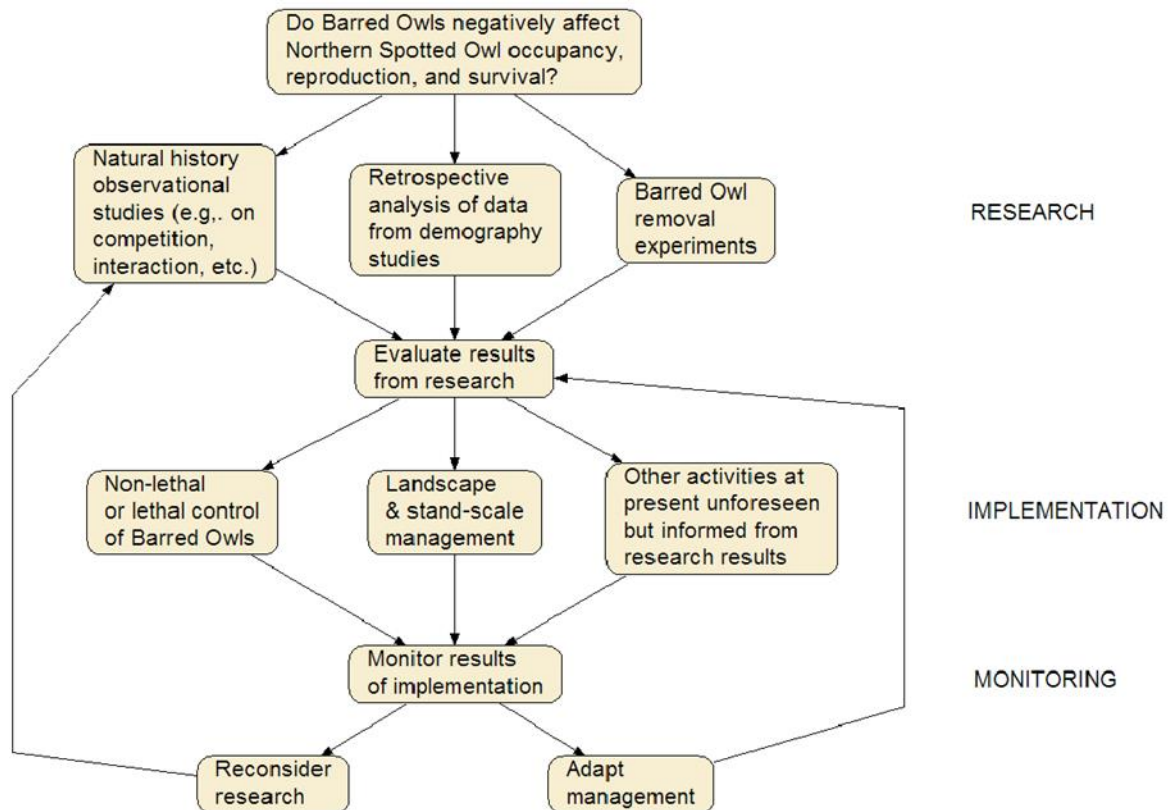 Do Barred Owls negatively affect
Northern Spotted Owl occupancy,
reproduction, and survival?
Natural history
observational
studies (e.g,. on
competition,
interaction, etc.)
Retrospective
analysis of data
from demography
studies
Barred Owl
removal
experiments
RESEARCH
Evaluate results
from research
Non-lethal
or lethal control
of Barred Owls
Landscape
& stand-scale
management
Other activities at
present unforeseen
but informed from
research results
IMPLEMENTATION
Monitor results
of implementation
MONITORING
Reconsider
research
Adapt
management